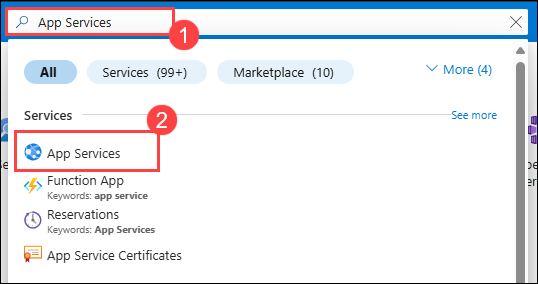 App Services
1
All
Services (99+)
Marketplace (10)
More (4)
Services
2
See more
App Services
Function App
Keywords: app service
Reservations
Keywords: App Services
App Service Certificates